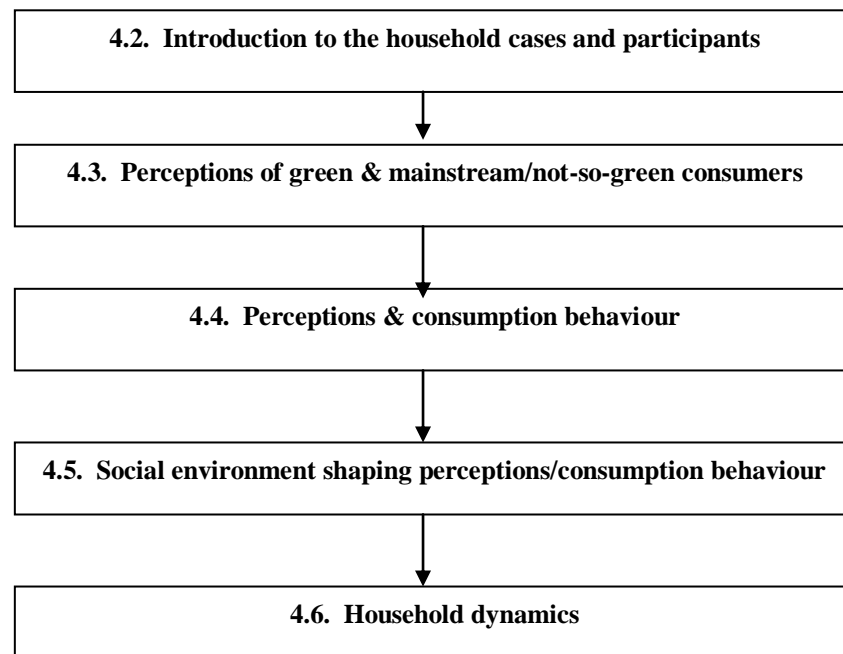 4.2. Introduction to the household cases and participants
4.3. Perceptions of green & mainstream/not-so-green consumers
4.4. Perceptions & consumption behaviour
4.5. Social environment shaping perceptions/consumption behaviour
4.6. Household dynamics